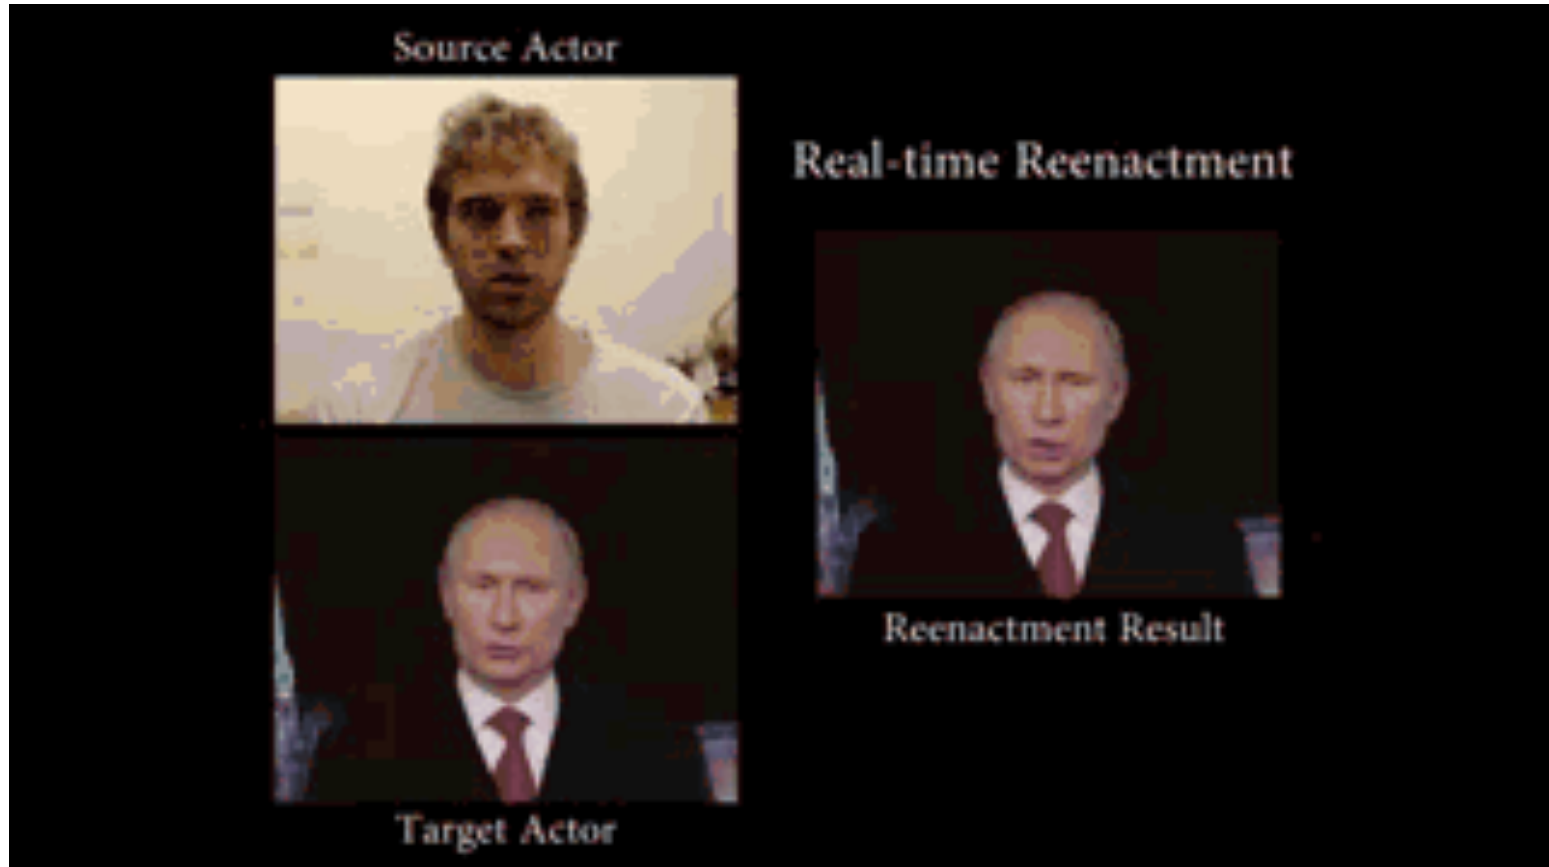 Source Actor
Real-time Reenactment
Reenactment Result
Target Actor